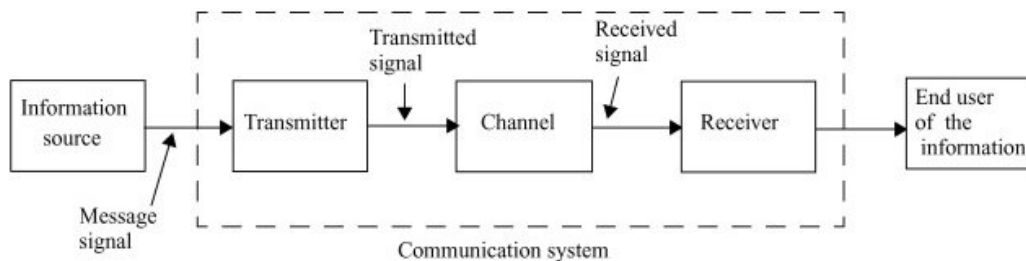 Transmitted
signal
Received
signal
Information
source
Transmitter
Channel
Receiver
End user
of the
information
Message
signal
Communication system